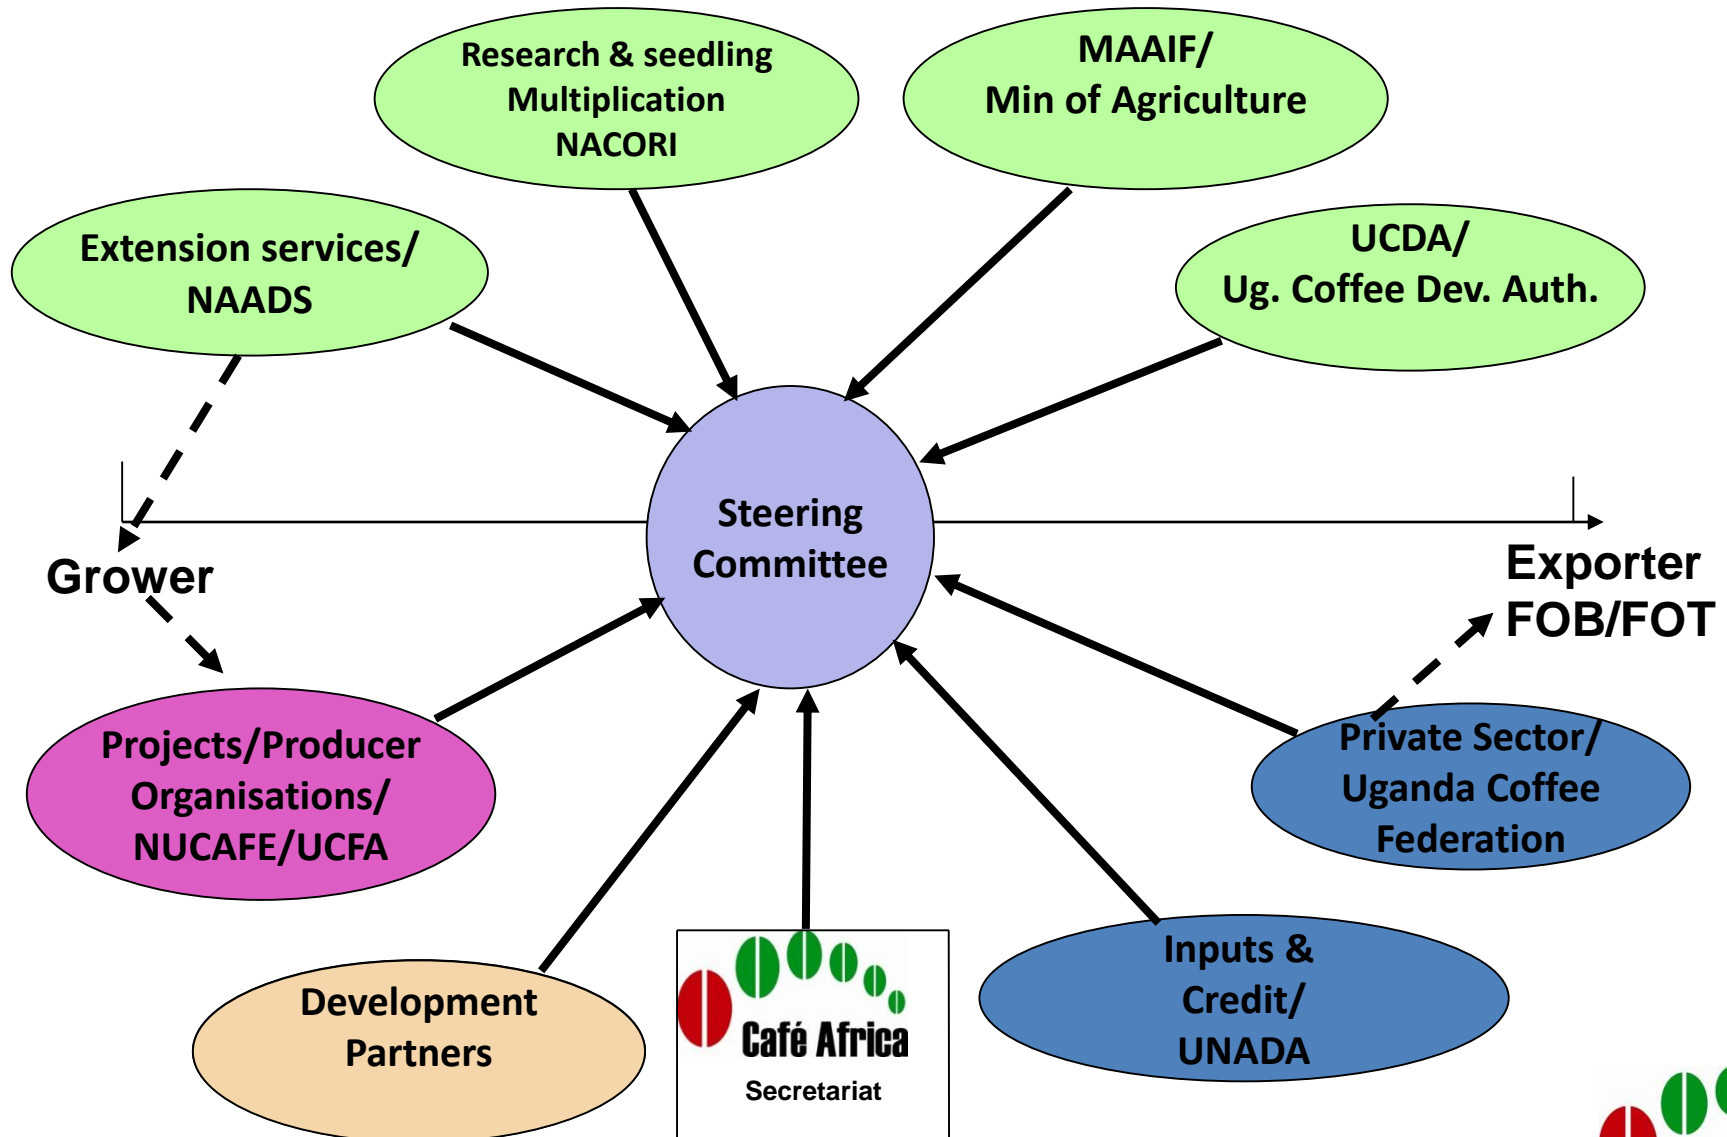 Research & seedling
Multiplication
NACORI
MAAIF/
Min of Agriculture
Extension services/
NAADS
UCDA/
Ug. Coffee Dev. Auth.
Steering
Committee
Grower
Exporter
FOB/FOT
Projects/Producer
Organisations/
NUCAFE/UCFA
Private Sector/
Uganda Coffee
Federation
Development
Partners
Café Africa
Secretariat
Inputs &
Credit/
UNADA